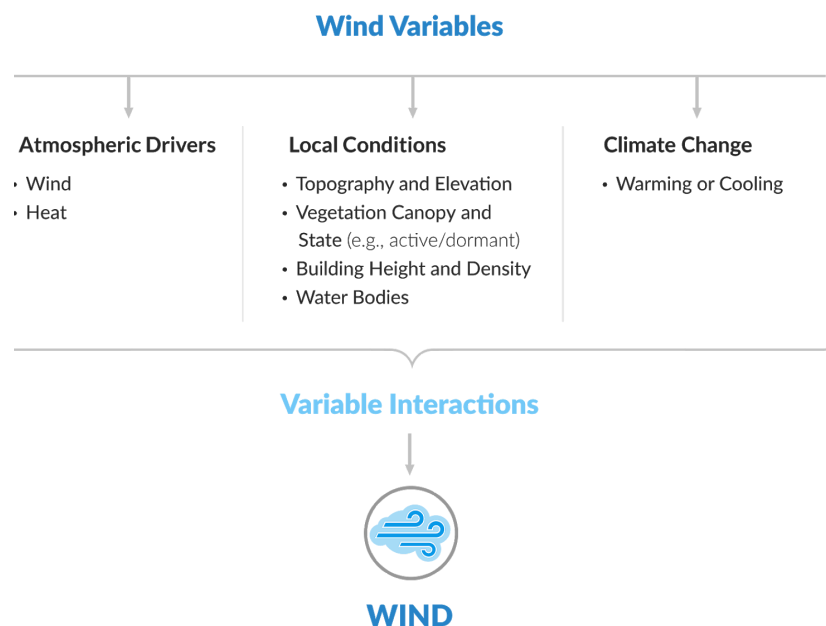 Wind Variables
Atmospheric Drivers
• Wind
• Heat
Local Conditions
• Topography and Elevation
• Vegetation Canopy and
State (e.g., active/dormant)
• Building Height and Density
• Water Bodies
Climate Change
• Warming or Cooling
Variable Interactions
WIND